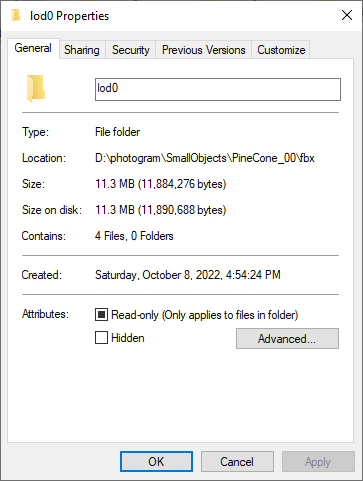 lod0 Properties
General
Sharing
Security
Previous Versions
Customize
lod0
Type: File folder
Location: D:\photogram\SmallObjects\PineCone_00\fbx
Size: 11.3 MB (11,884,276 bytes)
Size on disk: 11.3 MB (11,890,688 bytes)
Contains: 4 Files, 0 Folders
Created: Saturday, October 8, 2022, 4:54:24 PM
Attributes: Read-only (Only applies to files in folder)
Hidden
Advanced...
OK
Cancel
Apply